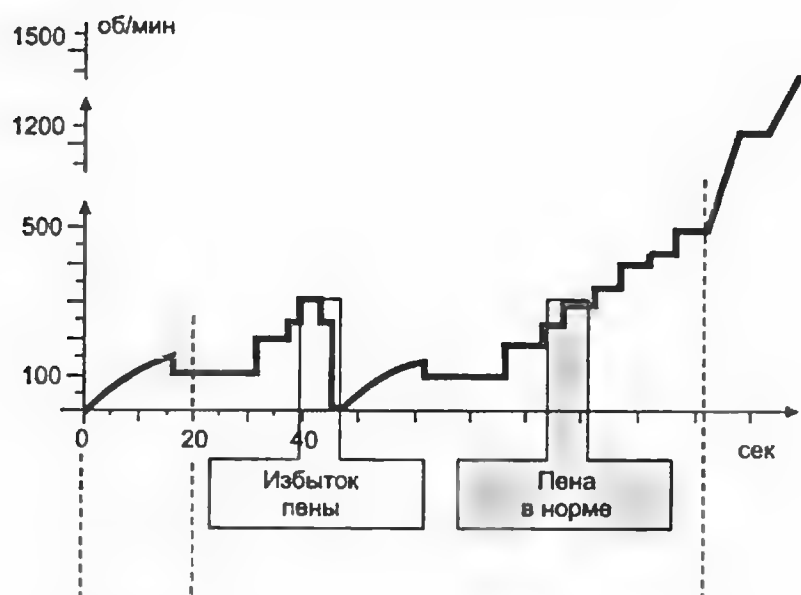 об/мин
1500
1200
500
100
0
20
40
сек
Избыток
пены
Пена
в норме